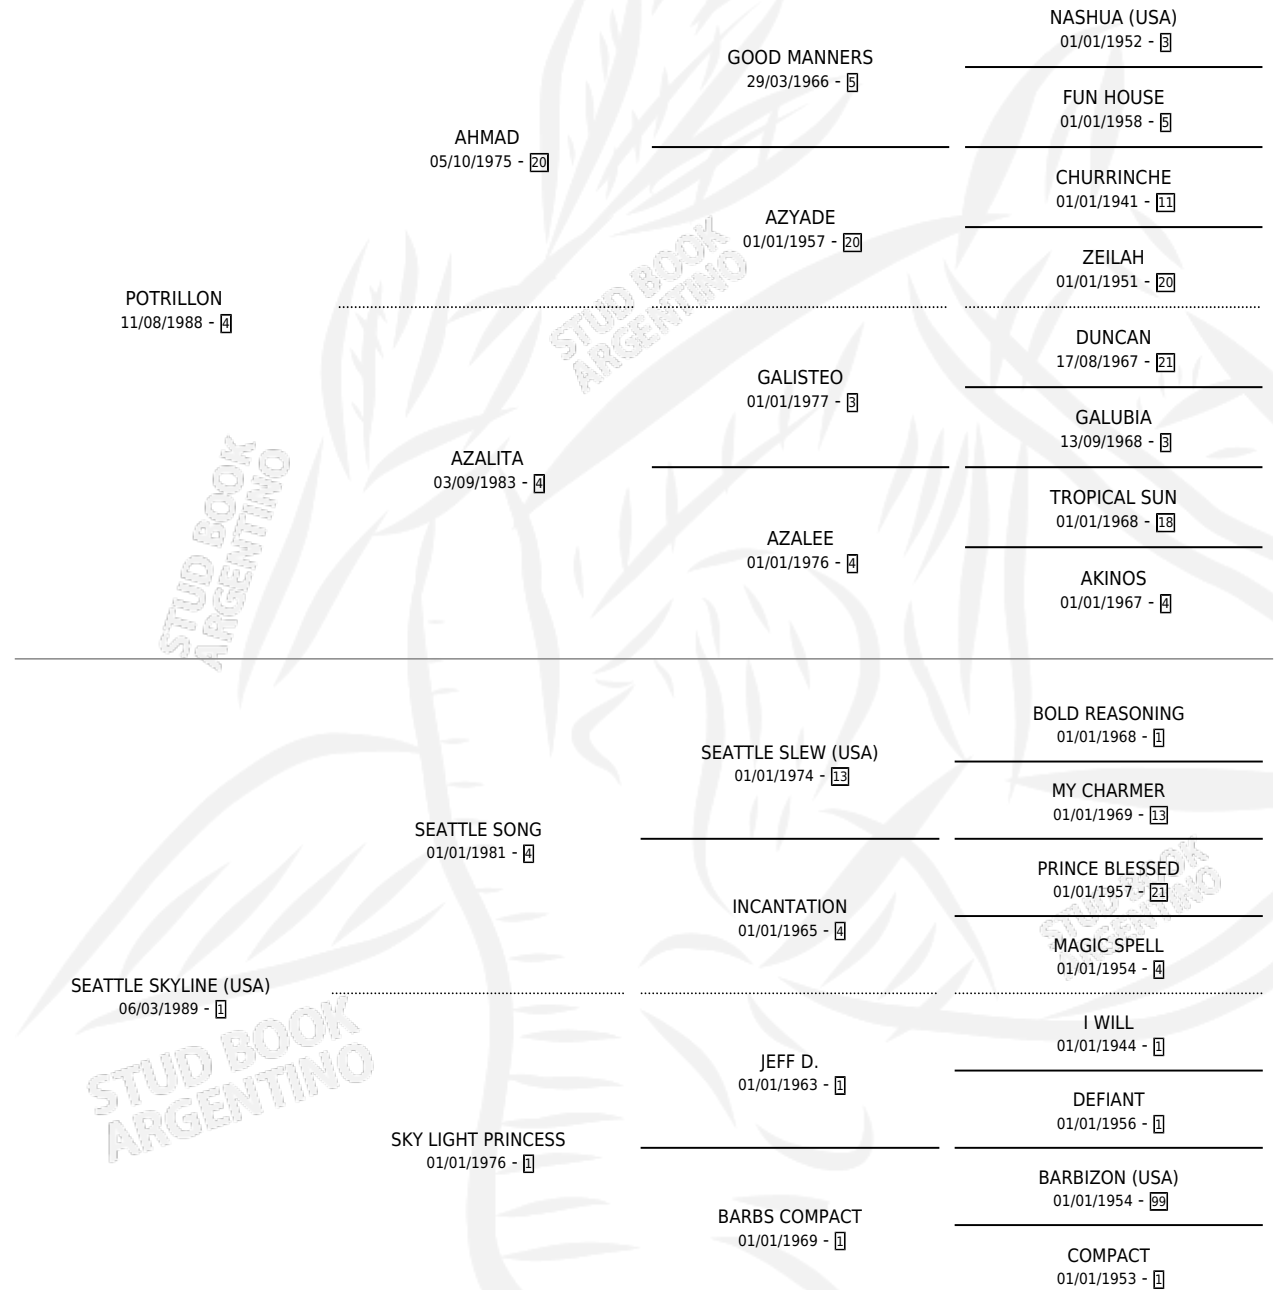 NASHUA (USA)
01/01/1952 - 3
GOOD MANNERS
29/03/1966 - 5
FUN HOUSE
01/01/1958 - 5
AHMAD
05/10/1975 - 20
CHURRINCHE
01/01/1941 - 11
AZYADE
01/01/1957 - 20
ZEILAH
01/01/1951 - 20
POTRILLON
11/08/1988 - 4
DUNCAN
17/08/1967 - 21
GALISTEO
01/01/1977 - 3
GALUBIA
13/09/1968 - 3
AZALITA
03/09/1983 - 4
TROPICAL SUN
01/01/1968 - 18
AZALEE
01/01/1976 - 4
AKINOS
01/01/1967 - 4
STUD BOOK
ARGENTINO
STUD BOOK
ARGENTINO
BOLD REASONING
01/01/1968 - 1
SEATTLE SLEW (USA)
01/01/1974 - 13
MY CHARMER
01/01/1969 - 13
SEATTLE SONG
01/01/1981 - 4
PRINCE BLESSED
01/01/1957 - 21
INCANTATION
01/01/1965 - 4
MAGIC SPELL
01/01/1954 - 4
SEATTLE SKYLINE (USA)
06/03/1989 - 1
I WILL
01/01/1944 - 1
JEFF D.
01/01/1963 - 1
DEFIANT
01/01/1956 - 1
SKY LIGHT PRINCESS
01/01/1976 - 1
BARBIZON (USA)
01/01/1954 - 99
BARBS COMPACT
01/01/1969 - 1
COMPACT
01/01/1953 - 1
STUD BOOK
ARGENTINO
STUD BOOK
ARGENTINO